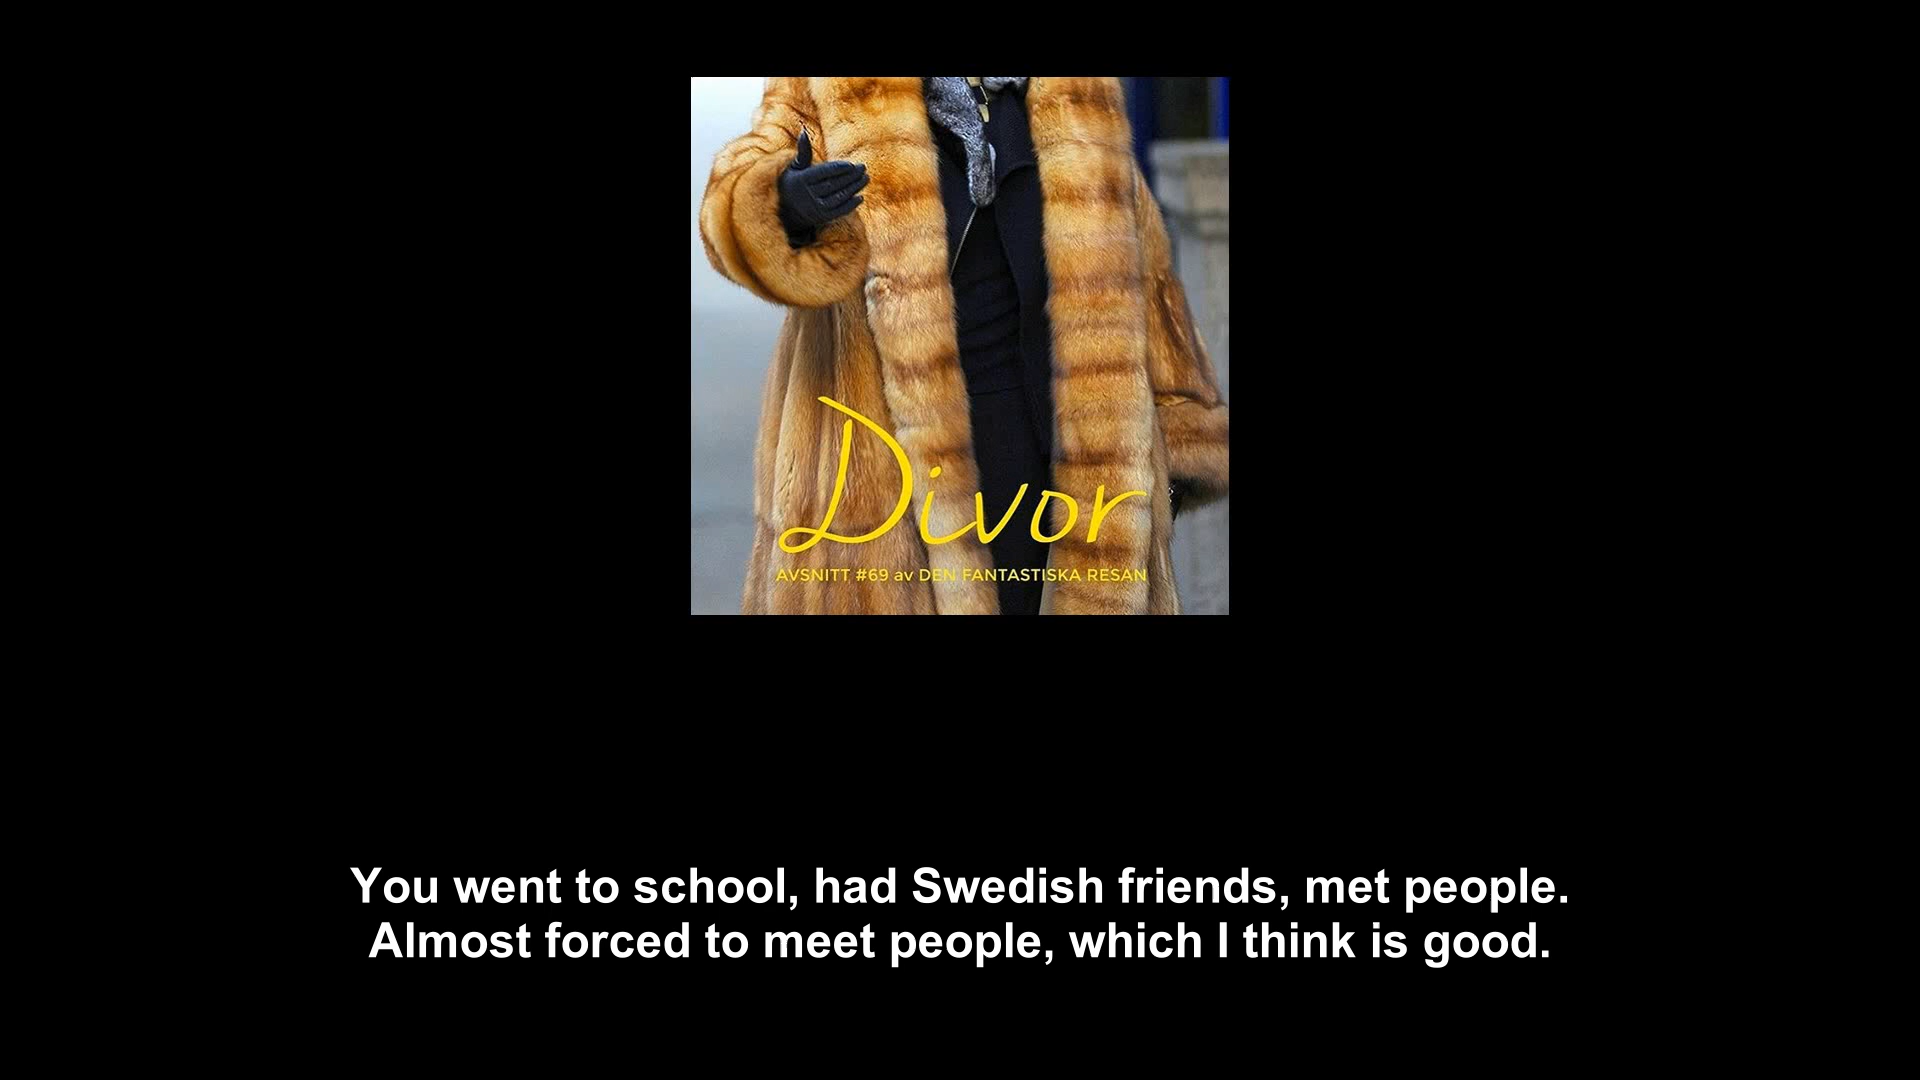 Divor
AVSNITT #69 av DEN FANTASTISKA RESAN
You went to school, had Swedish friends, met people.
Almost forced to meet people, which I think is good.